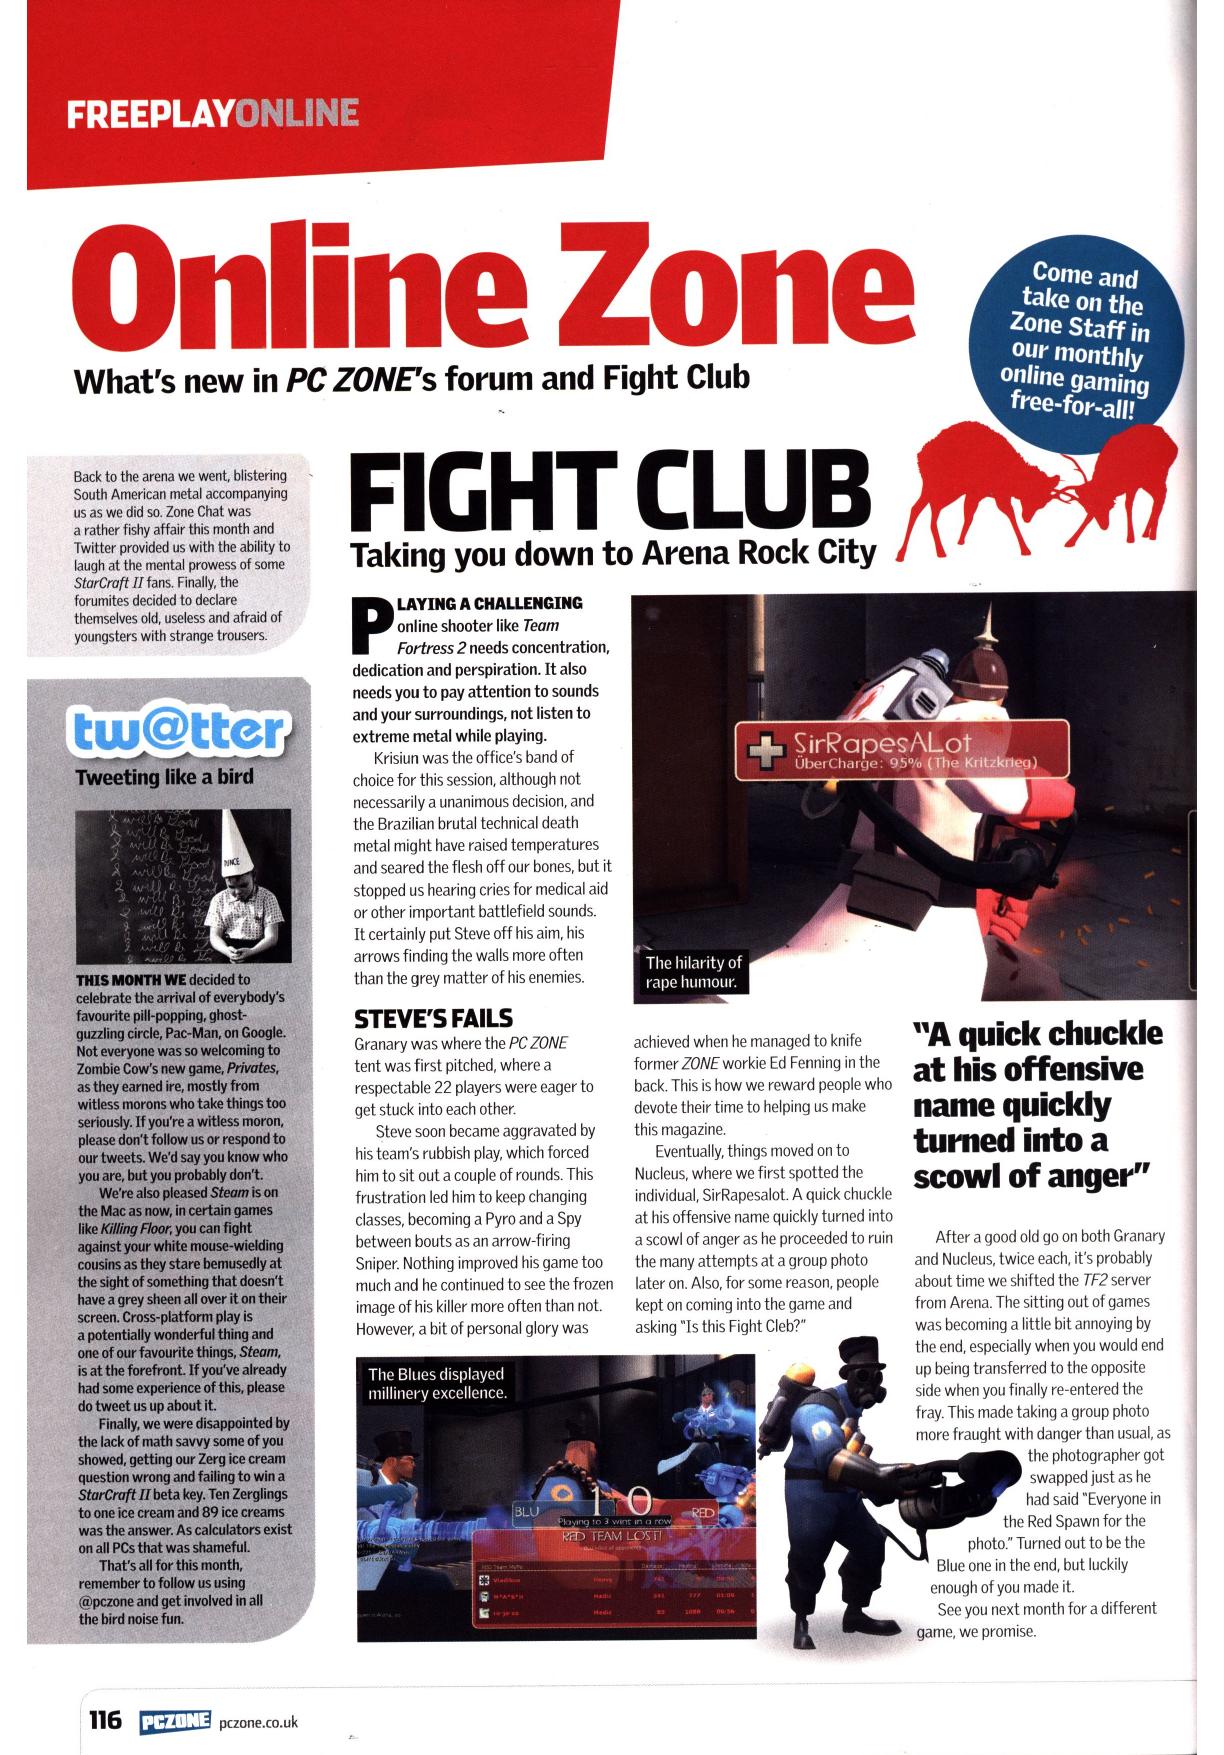 FREEPLAYONLINE
Online Zone
What's new in PC ZONE's forum and Fight Club
Come and
take on the
Zone Staff in
our monthly
online gaming
free-for-all!
Back to the arena we went, blistering
South American metal accompanying
us as we did so. Zone Chat was
a rather fishy affair this month and
Twitter provided us with the ability to
laugh at the mental prowess of some
StarCraft II fans. Finally, the
forumites decided to declare
themselves old, useless and afraid of
youngsters with strange trousers.
tw@tter
Tweeting like a bird
DUNCE
THIS MONTH WE decided to
celebrate the arrival of everybody's
favourite pill-popping, ghost-
guzzling circle, Pac-Man, on Google.
Not everyone was so welcoming to
Zombie Cow's new game, Privates,
as they earned ire, mostly from
witless morons who take things too
seriously. If you're a witless moron,
please don't follow us or respond to
our tweets. We'd say you know who
you are, but you probably don't.
We're also pleased Steam is on
the Mac as now, in certain games
like Killing Floor, you can fight
against your white mouse-wielding
cousins as they stare bemusedly at
the sight of something that doesn't
have a grey sheen all over it on their
screen. Cross-platform play is
a potentially wonderful thing and
one of our favourite things, Steam,
is at the forefront. If you've already
had some experience of this, please
do tweet us up about it.
Finally, we were disappointed by
the lack of math savvy some of you
showed, getting our Zerg ice cream
question wrong and failing to win a
StarCraft II beta key. Ten Zerglings
to one ice cream and 89 ice creams
was the answer. As calculators exist
on all PCs that was shameful.
That's all for this month,
remember to follow us using
@pczone and get involved in all
the bird noise fun.
FIGHT CLUB
Taking you down to Arena Rock City
PLAYING A CHALLENGING
online shooter like Team
Fortress 2 needs concentration,
dedication and perspiration. It also
needs you to pay attention to sounds
and your surroundings, not listen to
extreme metal while playing.
Krisiun was the office's band of
choice for this session, although not
necessarily a unanimous decision, and
the Brazilian brutal technical death
metal might have raised temperatures
and seared the flesh off our bones, but it
stopped us hearing cries for medical aid
or other important battlefield sounds.
It certainly put Steve off his aim, his
arrows finding the walls more often
than the grey matter of his enemies.
STEVE'S FAILS
Granary was where the PC ZONE
tent was first pitched, where a
respectable 22 players were eager to
get stuck into each other.
Steve soon became aggravated by
his team's rubbish play, which forced
him to sit out a couple of rounds. This
frustration led him to keep changing
classes, becoming a Pyro and a Spy
between bouts as an arrow-firing
Sniper. Nothing improved his game too
much and he continued to see the frozen
image of his killer more often than not.
However, a bit of personal glory was
SirRapesALot
ÜberCharge: 95% (The Kritzkrieg)
The hilarity of
rape humour.
achieved when he managed to knife
former ZONE workie Ed Fenning in the
back. This is how we reward people who
devote their time to helping us make
this magazine.
Eventually, things moved on to
Nucleus, where we first spotted the
individual, SirRapesalot. A quick chuckle
at his offensive name quickly turned into
a scowl of anger as he proceeded to ruin
the many attempts at a group photo
later on. Also, for some reason, people
kept on coming into the game and
asking "Is this Fight Cleb?"
"A quick chuckle
at his offensive
name quickly
turned into a
scowl of anger"
After a good old go on both Granary
and Nucleus, twice each, it's probably
about time we shifted the TF2 server
from Arena. The sitting out of games
was becoming a little bit annoying by
the end, especially when you would end
up being transferred to the opposite
side when you finally re-entered the
fray. This made taking a group photo
more fraught with danger than usual, as
the photographer got
swapped just as he
had said "Everyone in
the Red Spawn for the
photo." Turned out to be the
Blue one in the end, but luckily
enough of you made it.
See you next month for a different
game, we promise.
The Blues displayed
millinery excellence.
BLU 1 0 RED
Playing to 3 wins in a row
RED TEAM LOST!
116 PCZONE pczone.co.uk